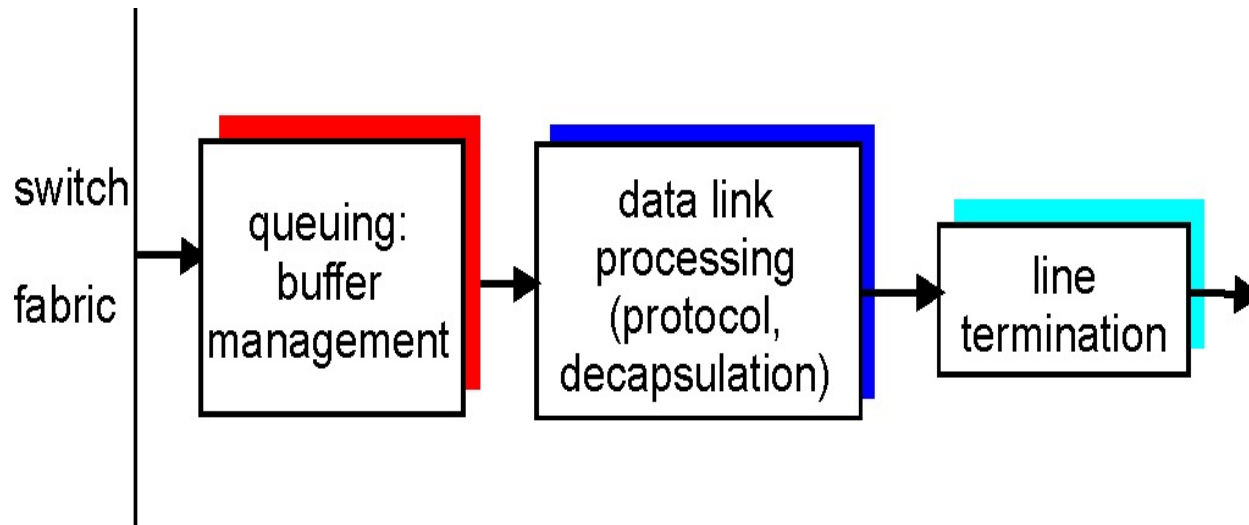 switch
fabric
queuing:
buffer
management
data link
processing
(protocol,
decapsulation)
line
termination